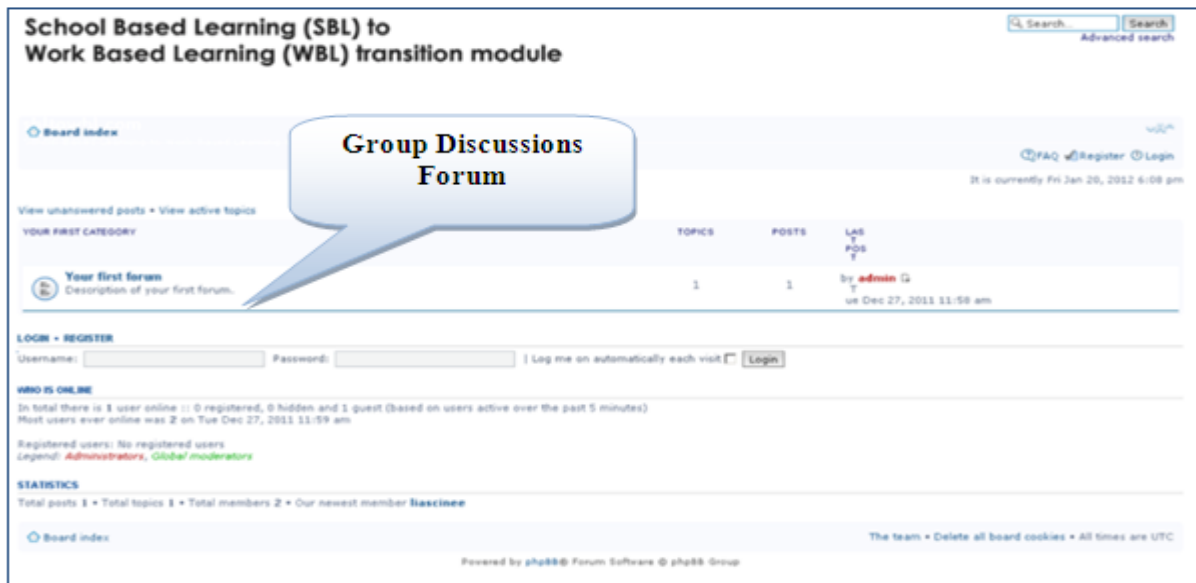 School Based Learning (SBL) to
Work Based Learning (WBL) transition module
Search... Search
Advanced search
Board index
Group Discussions
Forum
FAQ Register Login
It is currently Fri Jan 20, 2012 6:08 pm
View unanswered posts • View active topics
YOUR FIRST CATEGORY TOPICS POSTS LAS
T
POS
T
Your first forum
Description of your first forum.
1 1
by admin
T
ue Dec 27, 2011 11:58 am
LOGIN • REGISTER
Username: Password: | Log me on automatically each visit Login
WHO IS ONLINE
In total there is 1 user online :: 0 registered, 0 hidden and 1 guest (based on users active over the past 5 minutes)
Most users ever online was 2 on Tue Dec 27, 2011 11:59 am
Registered users: No registered users
Legend: Administrators, Global moderators
STATISTICS
Total posts 1 • Total topics 1 • Total members 2 • Our newest member liascinee
Board index
The team • Delete all board cookies • All times are UTC
Powered by phpBB® Forum Software © phpBB Group